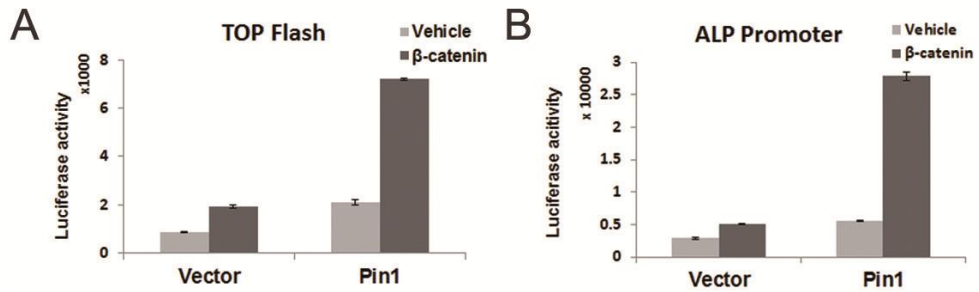 A
TOP Flash
Vehicle
β-catenin
Luciferase activity
x1000
8
6
4
2
0
Vector Pin1
B
ALP Promoter
Vehicle
β-catenin
Luciferase acitivity
x 10000
3
2.5
2
1.5
1
0.5
0
Vector Pin1